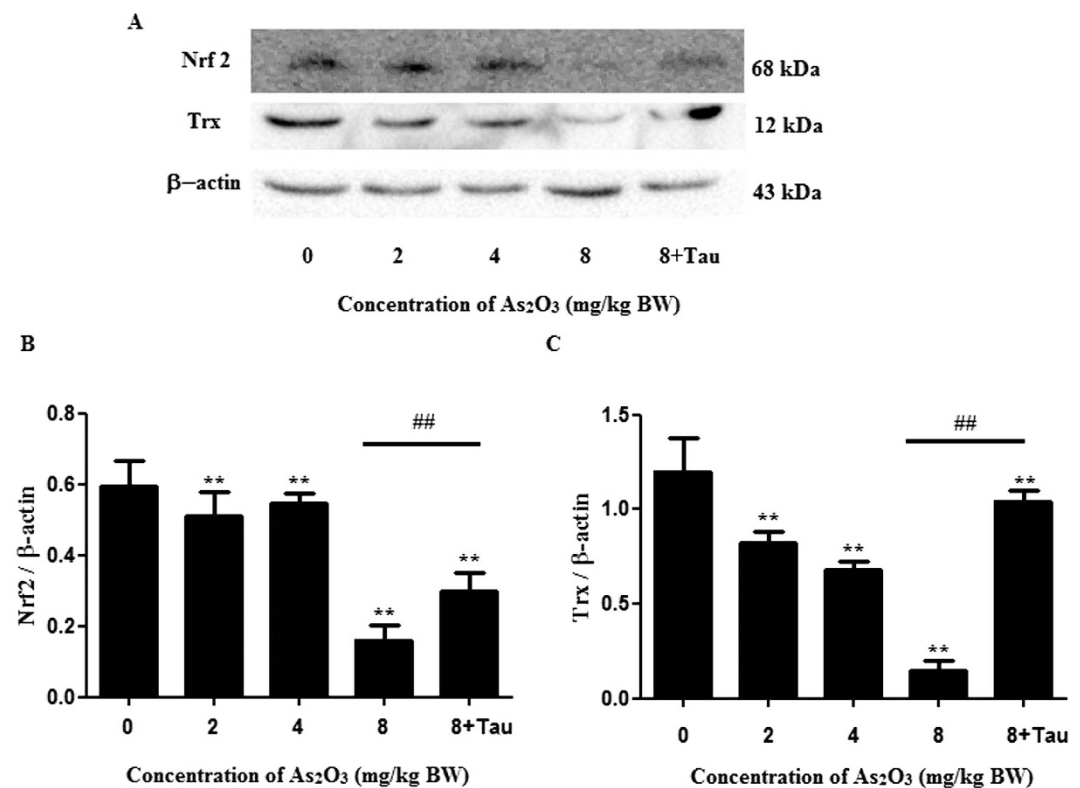 A
Nrf 2
68 kDa
Trx
12 kDa
β−actin
43 kDa
0 2 4 8 8+Tau
Concentration of As₂O₃ (mg/kg BW)
B
Nrf2 / β-actin
0.8
0.6
0.4
0.2
0.0
** ** ** **
##
0 2 4 8 8+Tau
Concentration of As₂O₃ (mg/kg BW)
C
Trx / β-actin
1.5
1.0
0.5
0.0
** ** ** **
##
0 2 4 8 8+Tau
Concentration of As₂O₃ (mg/kg BW)